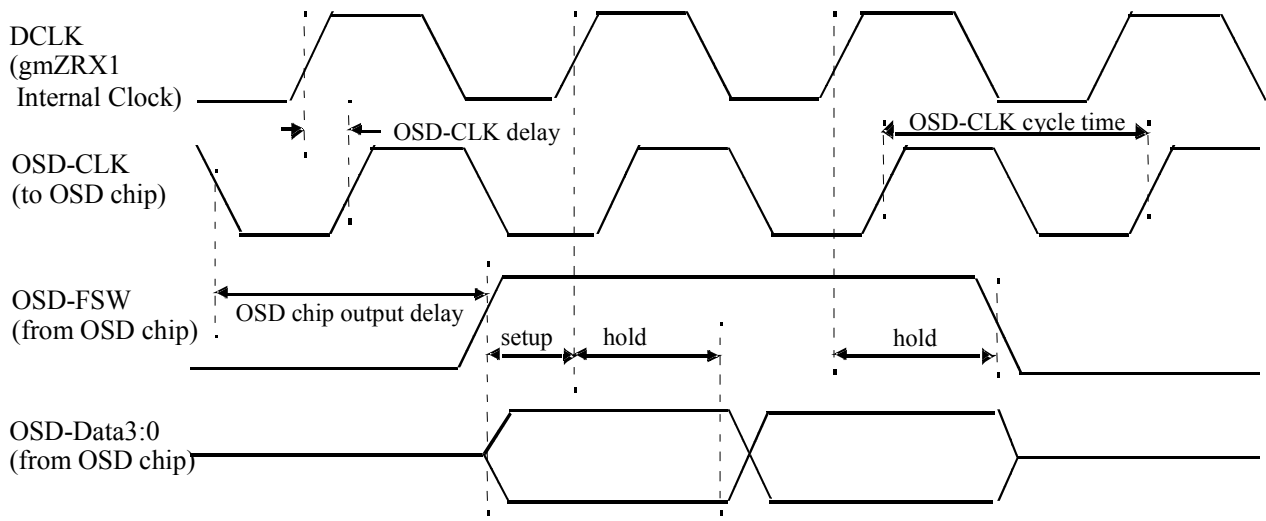 DCLK
(gmZRX1
Internal Clock)
OSD-CLK delay
OSD-CLK cycle time
OSD-CLK
(to OSD chip)
OSD-FSW
(from OSD chip)
OSD chip output delay
setup
hold
hold
OSD-Data3:0
(from OSD chip)